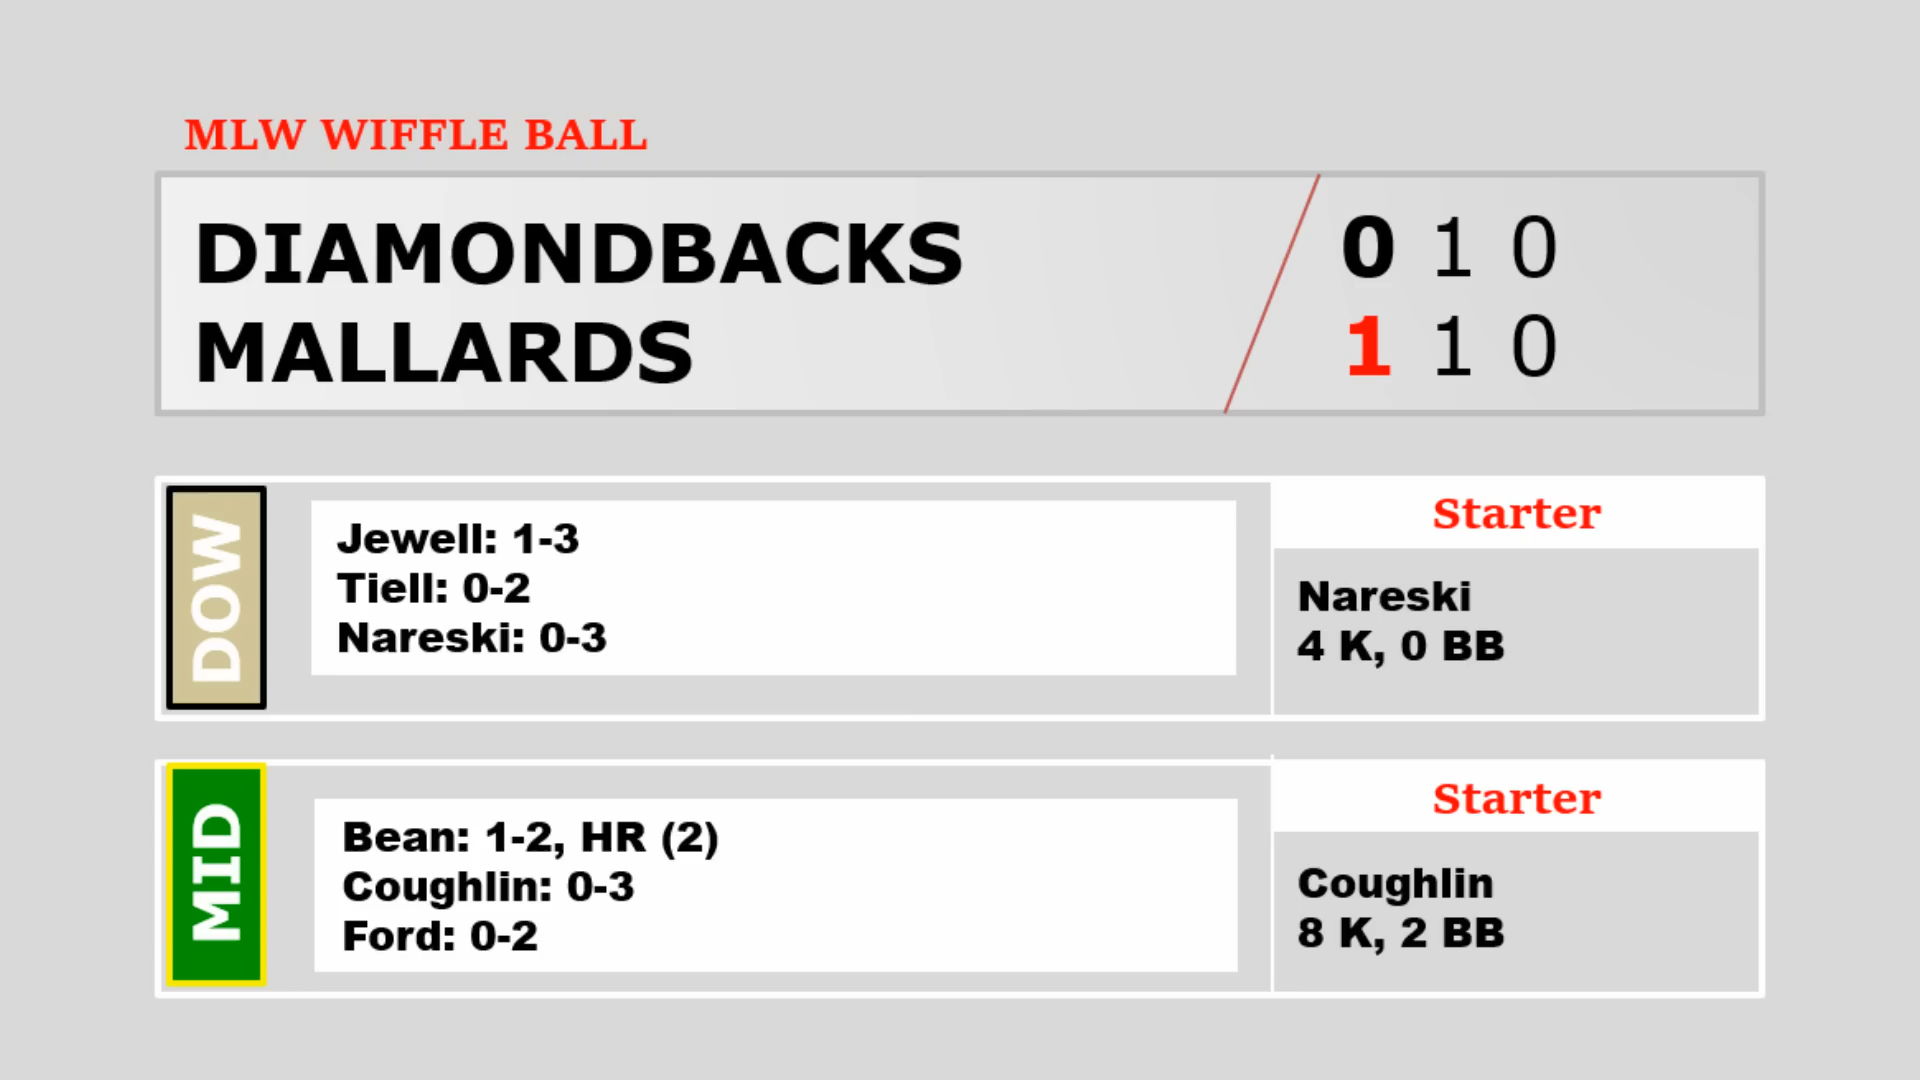 MLW WIFFLE BALL
DIAMONDBACKS 0 1 0
MALLARDS 1 1 0
DOW
Jewell: 1-3
Tiell: 0-2
Nareski: 0-3
Starter
Nareski
4 K, 0 BB
MID
Bean: 1-2, HR (2)
Coughlin: 0-3
Ford: 0-2
Starter
Coughlin
8 K, 2 BB